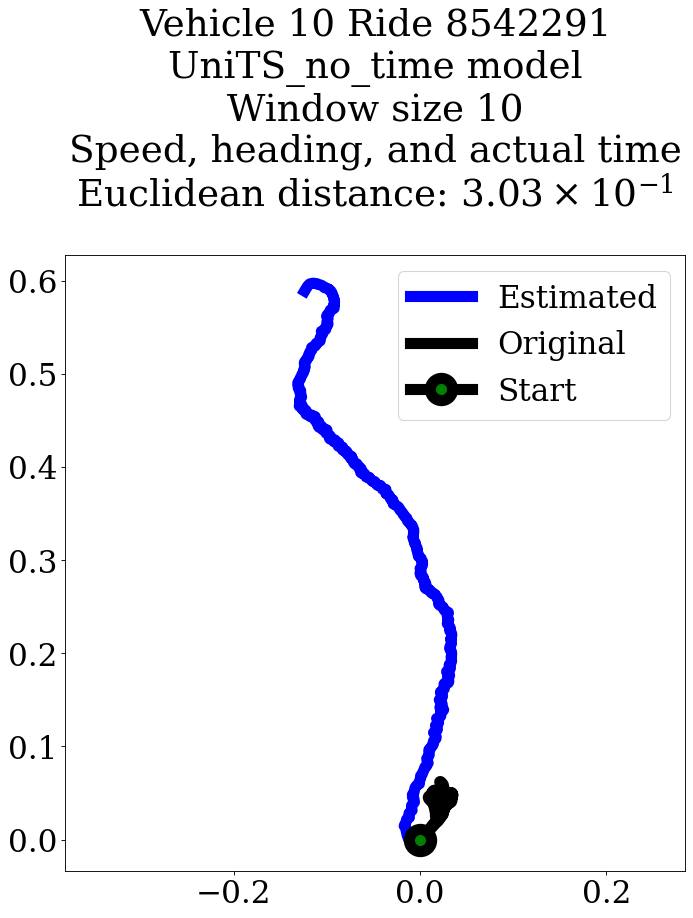 Vehicle 10 Ride 8542291
UniTS_no_time model
Window size 10
Speed, heading, and actual time
Euclidean distance: 3.03 × 10⁻¹
Estimated
Original
Start
0.6
0.5
0.4
0.3
0.2
0.1
0.0
−0.2 0.0 0.2